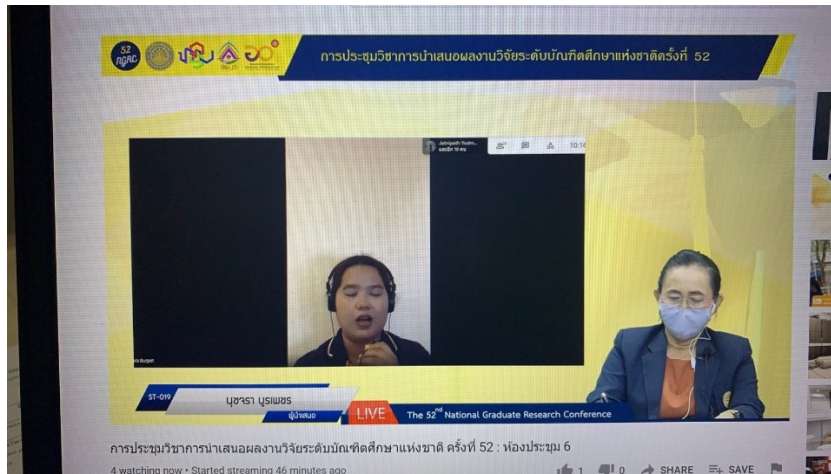 52
NGRC
การประชุมวิชาการนำเสนอผลงานวิจัยระดับบัณฑิตศึกษาแห่งชาติครั้งที่ 52
10:14
ST-019
นุชจรา บุรเพชร
ผู้นำเสนอ
LIVE
The 52nd National Graduate Research Conference
การประชุมวิชาการนำเสนอผลงานวิจัยระดับบัณฑิตศึกษาแห่งชาติ ครั้งที่ 52 : ห้องประชุม 6
4 watching now • Started streaming 46 minutes ago
1
0
SHARE
SAVE